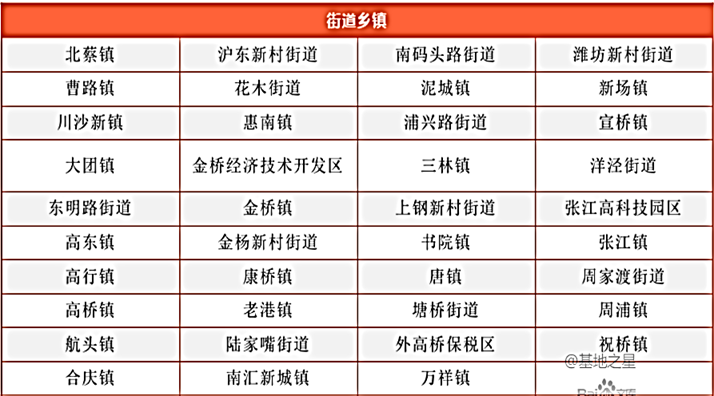 街道乡镇
北蔡镇 沪东新村街道 南码头路街道 潍坊新村街道
曹路镇 花木街道 泥城镇 新场镇
川沙新镇 惠南镇 浦兴路街道 宣桥镇
大团镇 金桥经济技术开发区 三林镇 洋泾街道
东明路街道 金桥镇 上钢新村街道 张江高科技园区
高东镇 金杨新村街道 书院镇 张江镇
高行镇 康桥镇 唐镇 周家渡街道
高桥镇 老港镇 塘桥街道 周浦镇
航头镇 陆家嘴街道 外高桥保税区 祝桥镇
@基地之星
合庆镇 南汇新城镇 万祥镇